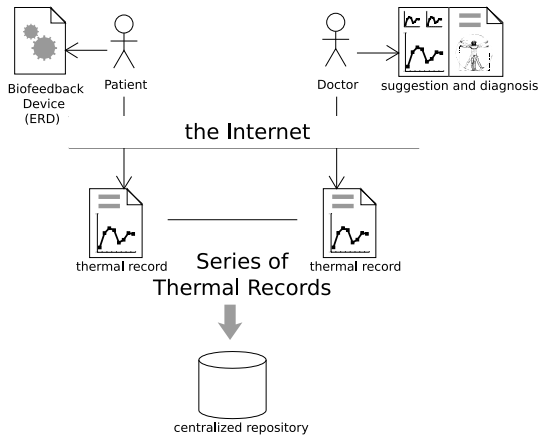 Biofeedback
Device
(ERD)
Patient
Doctor
suggestion and diagnosis
the Internet
thermal record
thermal record
Series of
Thermal Records
centralized repository